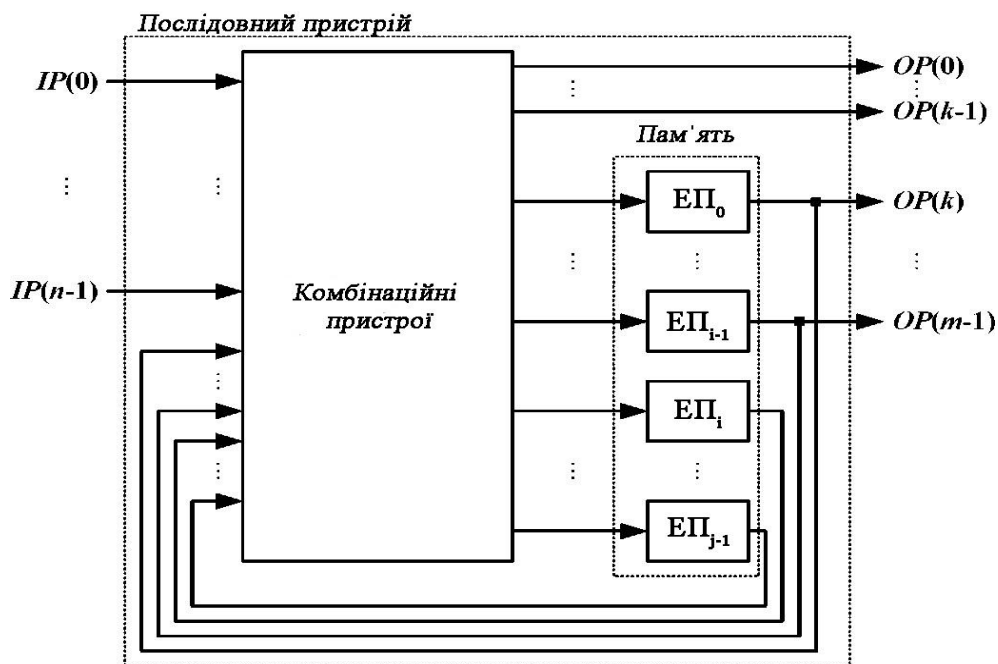 Послідовний пристрій
IP(0)
OP(0)
OP(k-1)
Пам'ять
ЕП0
OP(k)
IP(n-1)
Комбінаційні
пристрої
ЕПi-1
OP(m-1)
ЕПi
ЕПj-1